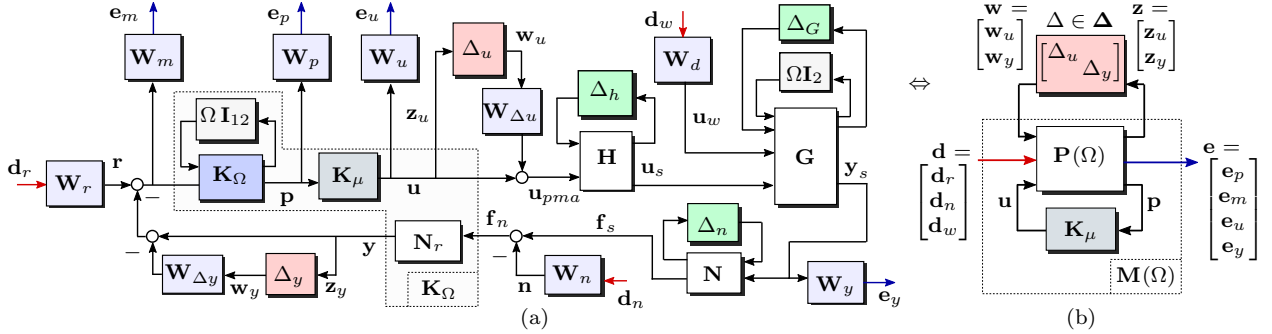 e_m
e_p
e_u
W_m
W_p
W_u
Δ_u
w_u
d_w
W_d
Δ_G
ΩI_2
z_u
W_Δu
Δ_h
u_w
Ω I_12
d_r
W_r
r
−
K_Ω
p
K_μ
u
u_pma
H
u_s
G
y_s
−
W_Δy
w_y
Δ_y
z_y
y
N_r
f_n
f_s
−
n
W_n
d_n
Δ_n
N
W_y
e_y
K_Ω
(a)
⇔
w =
[w_u
w_y]
Δ ∈ Δ
[Δ_u
Δ_y]
z =
[z_u
z_y]
d =
[d_r
d_n
d_w]
P(Ω)
u
K_μ
p
e =
[e_p
e_m
e_u
e_y]
M(Ω)
(b)